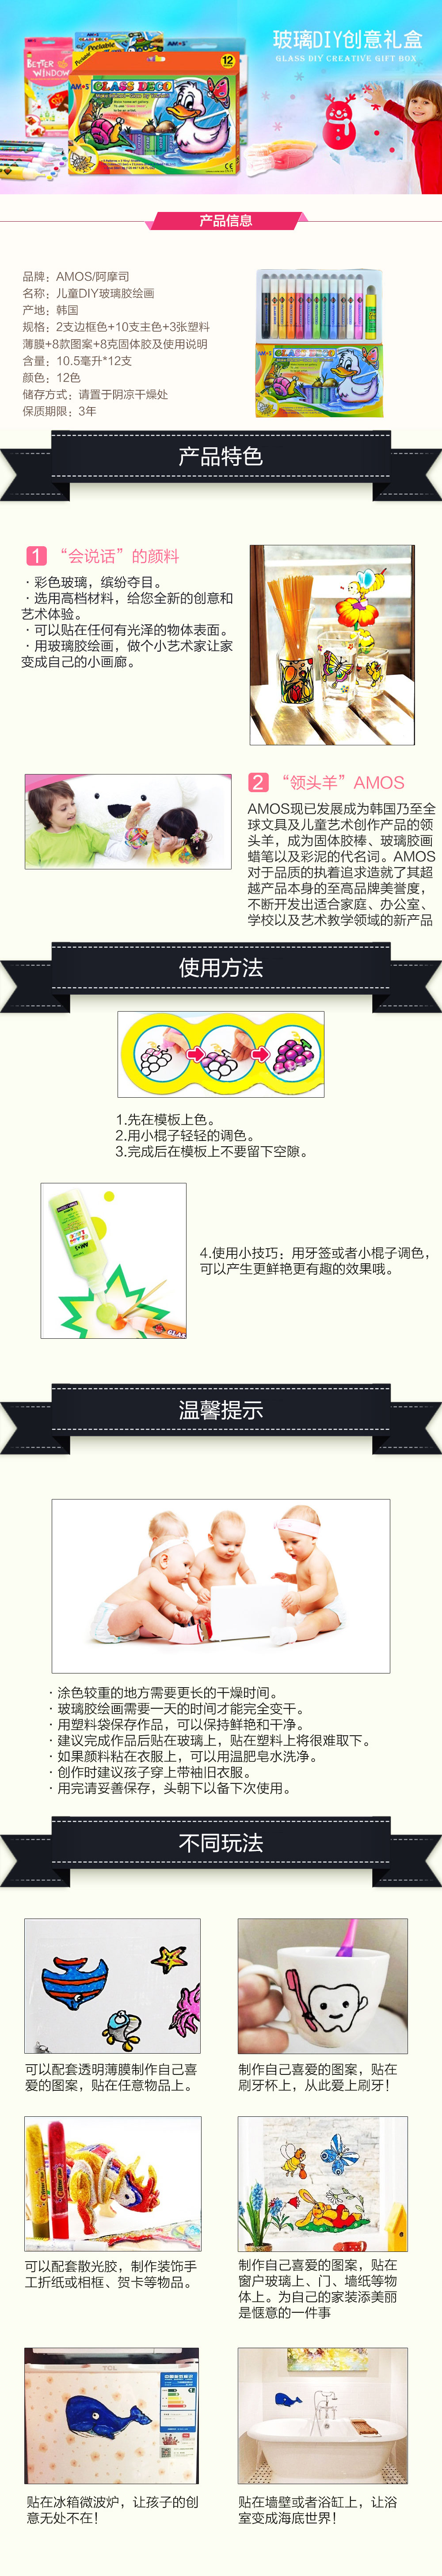 玻璃DIY创意礼盒
GLASS DIY CREATIVE GIFT BOX
BETTER
WINDOW
Peelable
AMOS
12
GLASS DECO
产品信息
品牌：AMOS/阿摩司
名称：儿童DIY玻璃胶绘画
产地：韩国
规格：2支边框色+10支主色+3张塑料
薄膜+8款图案+8克固体胶及使用说明
含量：10.5毫升*12支
颜色：12色
储存方式：请置于阴凉干燥处
保质期限：3年
AMOS
GLASS DECO
产品特色
1 “会说话”的颜料
· 彩色玻璃，缤纷夺目。
· 选用高档材料，给您全新的创意和
艺术体验。
· 可以贴在任何有光泽的物体表面。
· 用玻璃胶绘画，做个小艺术家让家
变成自己的小画廊。
2 “领头羊”AMOS
AMOS现已发展成为韩国乃至全
球文具及儿童艺术创作产品的领
头羊，成为固体胶棒、玻璃胶画
蜡笔以及彩泥的代名词。AMOS
对于品质的执着追求造就了其超
越产品本身的至高品牌美誉度，
不断开发出适合家庭、办公室、
学校以及艺术教学领域的新产品
使用方法
1.先在模板上色。
2.用小棍子轻轻的调色。
3.完成后在模板上不要留下空隙。
4.使用小技巧：用牙签或者小棍子调色，
可以产生更鲜艳更有趣的效果哦。
温馨提示
· 涂色较重的地方需要更长的干燥时间。
· 玻璃胶绘画需要一天的时间才能完全变干。
· 用塑料袋保存作品，可以保持鲜艳和干净。
· 建议完成作品后贴在玻璃上，贴在塑料上将很难取下。
· 如果颜料粘在衣服上，可以用温肥皂水洗净。
· 创作时建议孩子穿上带袖旧衣服。
· 用完请妥善保存，头朝下以备下次使用。
不同玩法
可以配套透明薄膜制作自己喜
爱的图案，贴在任意物品上。
制作自己喜爱的图案，贴在
刷牙杯上，从此爱上刷牙！
可以配套散光胶，制作装饰手
工折纸或相框、贺卡等物品。
制作自己喜爱的图案，贴在
窗户玻璃上、门、墙纸等物
体上。为自己的家装添美丽
是惬意的一件事
TCL
贴在冰箱微波炉，让孩子的创
意无处不在！
贴在墙壁或者浴缸上，让浴
室变成海底世界！